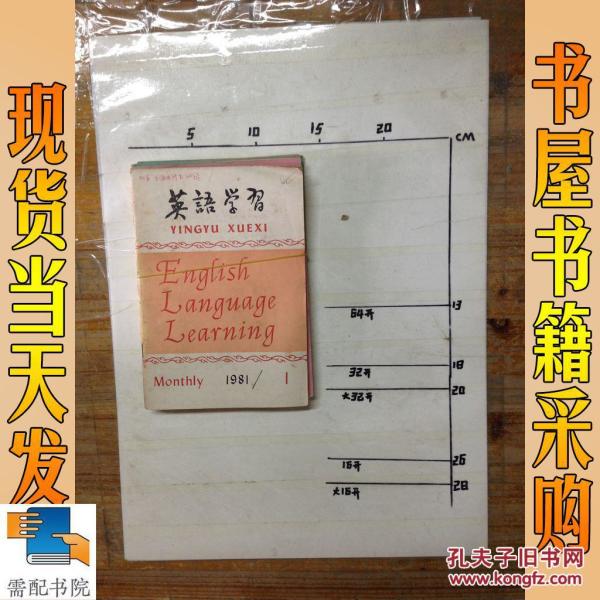 现货当天发
书屋书籍采购
5 10 15 20 CM
英語学習
YINGYU XUEXI
English
Language
Learning
Monthly 1981/1
64开 13
32开 18
大32开 20
16开 26
大16开 28
需配书院
孔夫子旧书网
www.kongfz.com